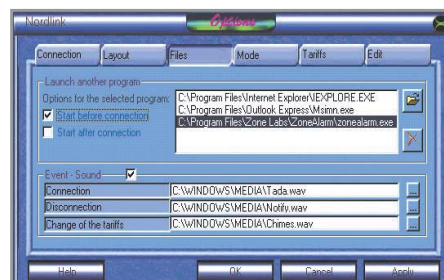 Nordlink
Options
Connection Layout Files Mode Tariffs Edit
Launch another program
Options for the selected program:
C:\Program Files\Internet Explorer\IEXPLORE.EXE
Start before connection
C:\Program Files\Outlook Express\Msimn.exe
C:\Program Files\Zone Labs\ZoneAlarm\zonealarm.exe
Start after connection
Event - Sound
Connection C:\WINDOWS\MEDIA\Tada.wav ...
Disconnection C:\WINDOWS\MEDIA\Notify.wav ...
Change of the tariffs C:\WINDOWS\MEDIA\Chimes.wav ...
Help OK Cancel Apply